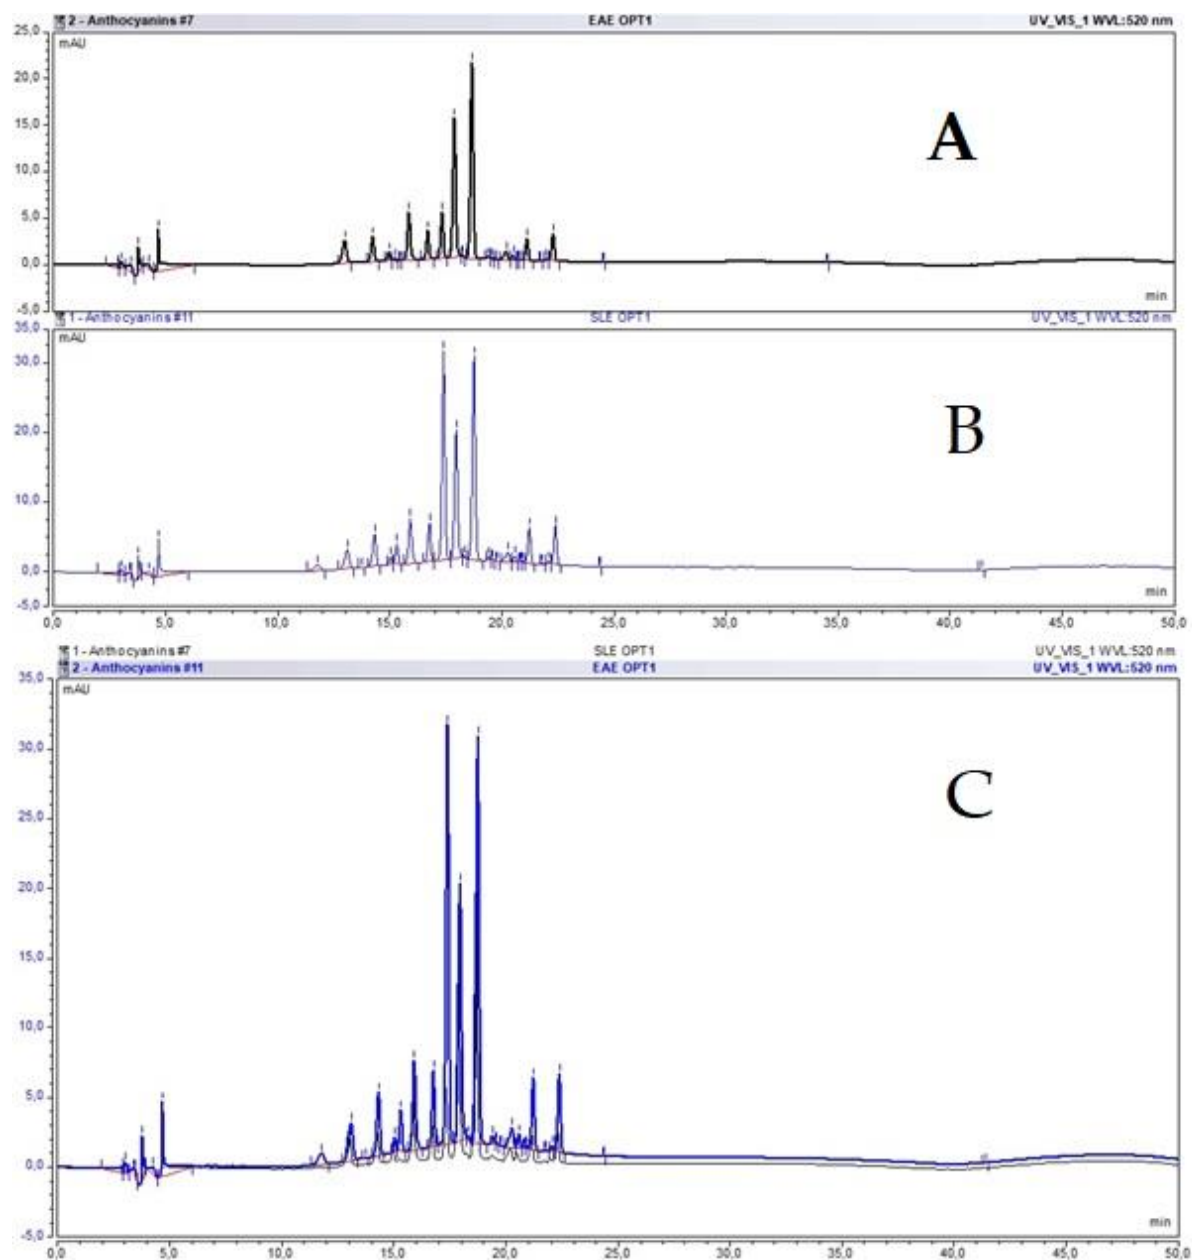 2 - Anthocyanins #7 EAE OPT1 UV_VIS_1 WVL:520 nm
25,0
mAU
20,0
15,0
A
10,0
5,0
0,0
min
-5,0
1 - Anthocyanins #11 SLE OPT1 UV_VIS_1 WVL:520 nm
35,0
mAU
30,0
B
20,0
10,0
0,0
min
-5,0
0,0 5,0 10,0 15,0 20,0 25,0 30,0 35,0 40,0 45,0 50,0
1 - Anthocyanins #7 SLE OPT1 UV_VIS_1 WVL:520 nm
2 - Anthocyanins #11 EAE OPT1 UV_VIS_1 WVL:520 nm
35,0
mAU
30,0
C
25,0
20,0
15,0
10,0
5,0
0,0
min
-5,0
0,0 5,0 10,0 15,0 20,0 25,0 30,0 35,0 40,0 45,0 50,0